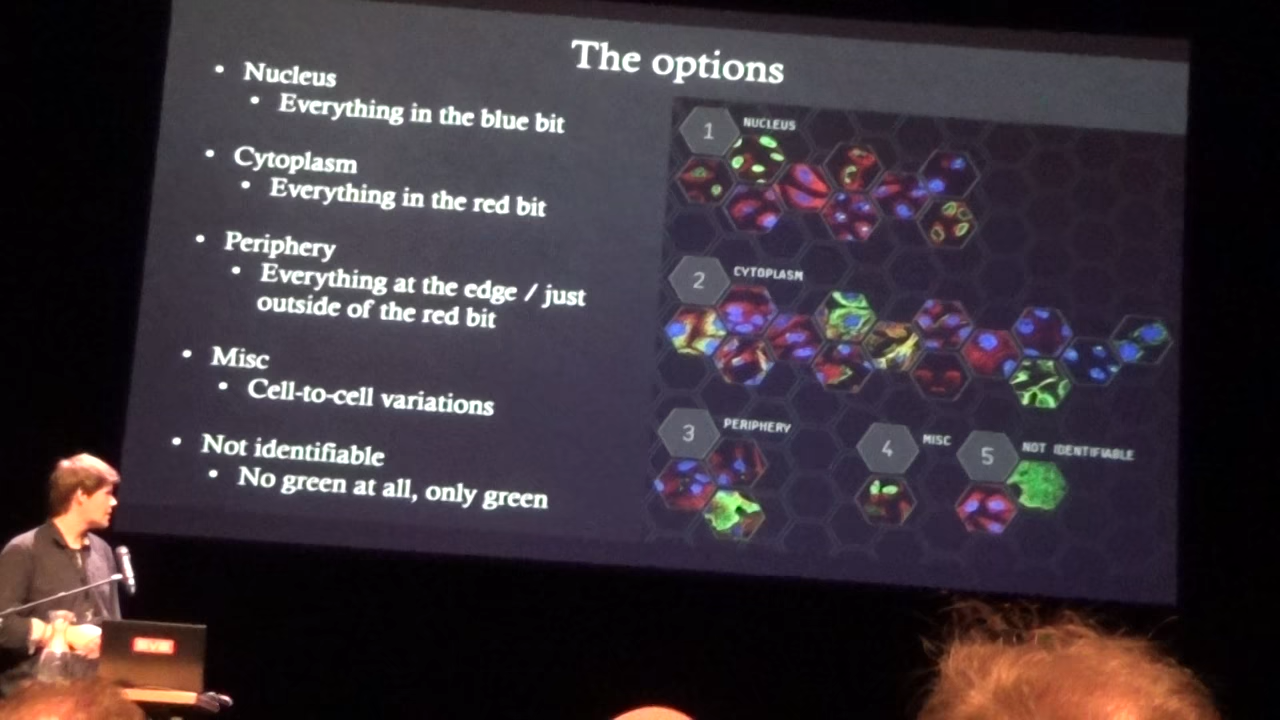 The options
• Nucleus
• Everything in the blue bit
• Cytoplasm
• Everything in the red bit
• Periphery
• Everything at the edge / just
outside of the red bit
• Misc
• Cell-to-cell variations
• Not identifiable
• No green at all, only green
1 NUCLEUS
2 CYTOPLASM
3 PERIPHERY
4 MISC
5 NOT IDENTIFIABLE